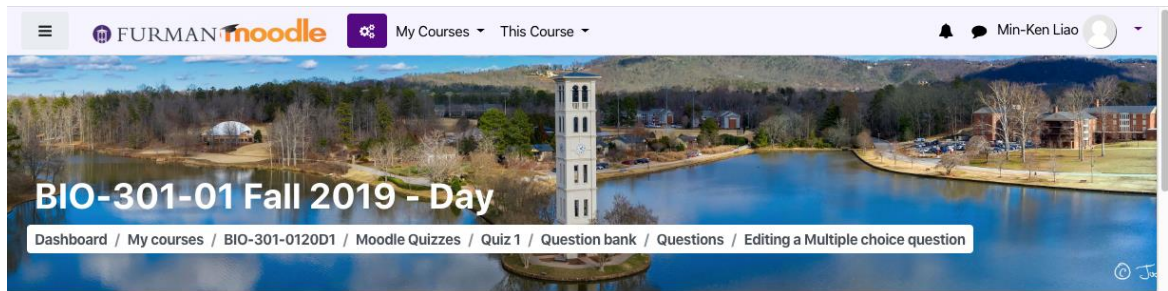 FURMAN moodle My Courses This Course Min-Ken Liao
BIO-301-01 Fall 2019 - Day
Dashboard / My courses / BIO-301-0120D1 / Moodle Quizzes / Quiz 1 / Question bank / Questions / Editing a Multiple choice question
©